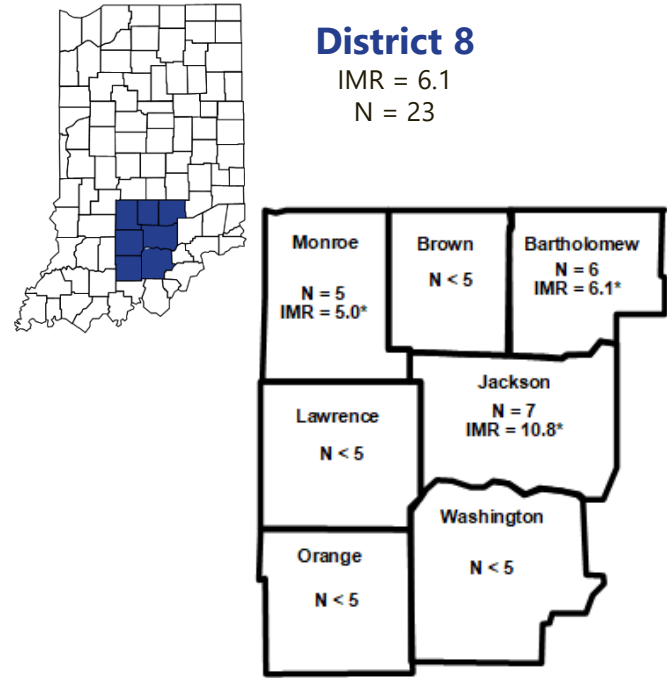 District 8
IMR = 6.1
N = 23
Monroe
N = 5
IMR = 5.0*
Brown
N < 5
Bartholomew
N = 6
IMR = 6.1*
Jackson
N = 7
IMR = 10.8*
Lawrence
N < 5
Washington
N < 5
Orange
N < 5